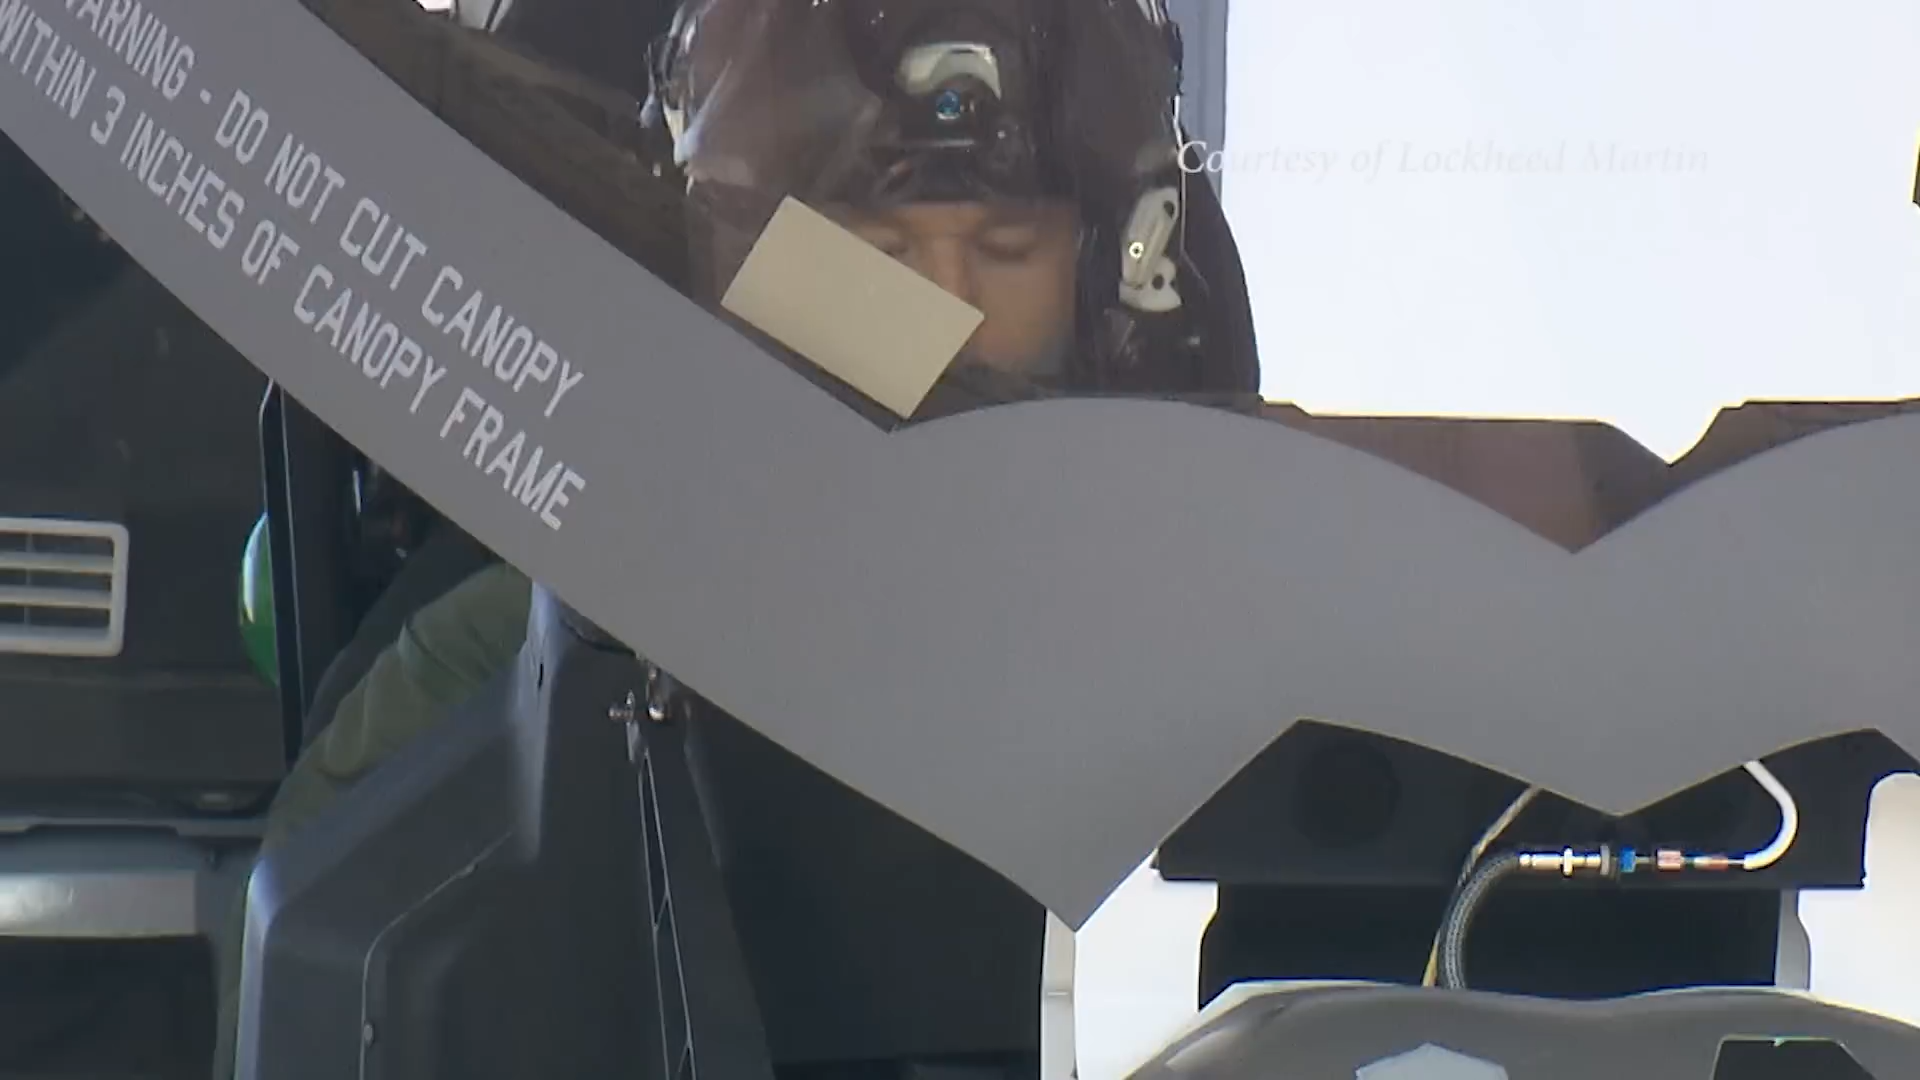 WARNING - DO NOT CUT CANOPY
WITHIN 3 INCHES OF CANOPY FRAME
Courtesy of Lockheed Martin